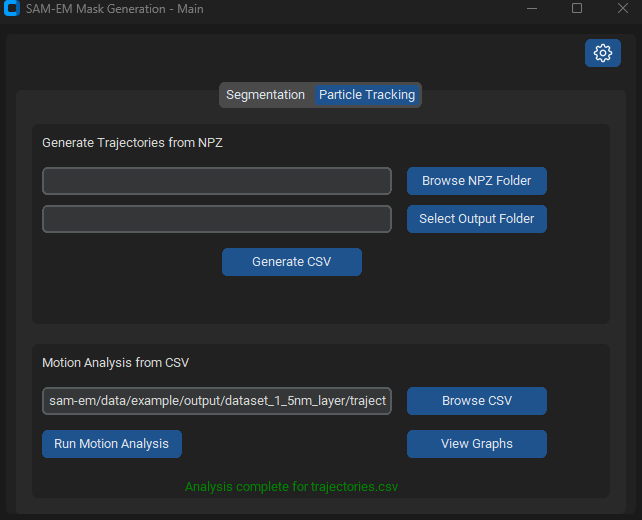 SAM-EM Mask Generation - Main
Segmentation Particle Tracking
Generate Trajectories from NPZ
Browse NPZ Folder
Select Output Folder
Generate CSV
Motion Analysis from CSV
sam-em/data/example/output/dataset_1_5nm_layer/traject Browse CSV
Run Motion Analysis View Graphs
Analysis complete for trajectories.csv